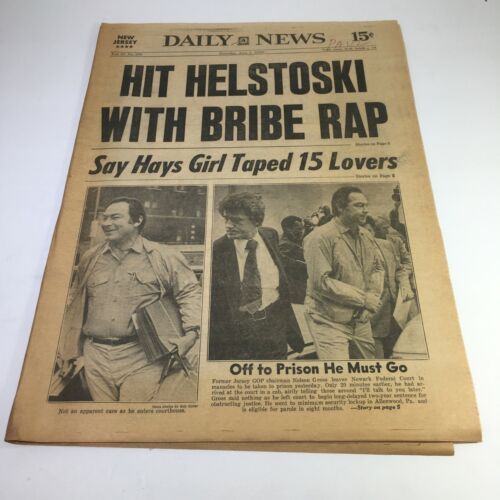 NEW
JERSEY
★★★★
DAILY NEWS
15¢
HIT HELSTOSKI
WITH BRIBE RAP
Stories on Page 5
Say Hays Girl Taped 15 Lovers
Stories on Page 2
Not an apparent care as he enters courthouse.
Off to Prison He Must Go
Former Jersey GOP chairman Nelson Gross leaves Newark Federal Court in
manacles to be taken to prison yesterday. Only 20 minutes earlier, he had ar-
rived at the court in a cab, airily telling those around "I'll talk to you later."
Gross said nothing as he left court to begin long-delayed two-year sentence for
obstructing justice. He went to minimum security lockup in Allenwood, Pa. and
is eligible for parole in eight months.
—Story on page 5